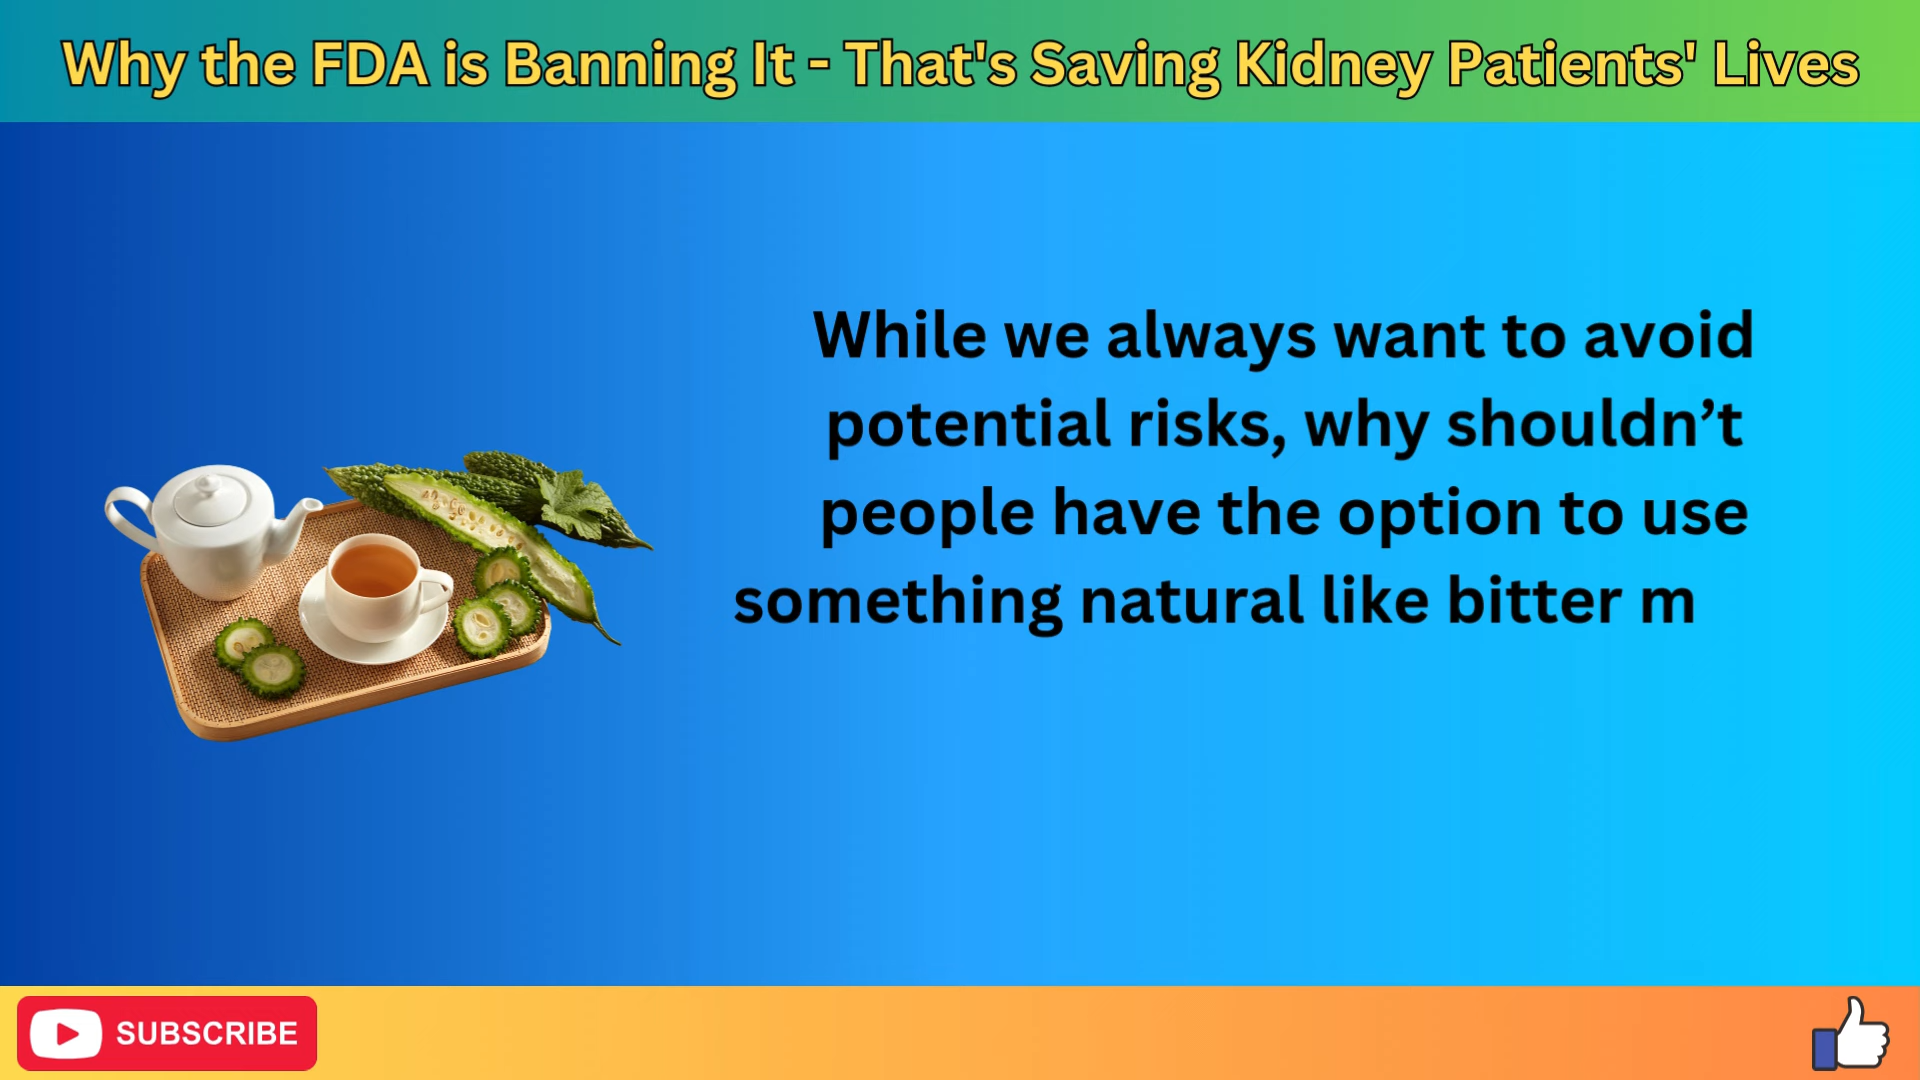 Why the FDA is Banning It - That's Saving Kidney Patients' Lives
While we always want to avoid
potential risks, why shouldn’t
people have the option to use
something natural like bitter m
SUBSCRIBE